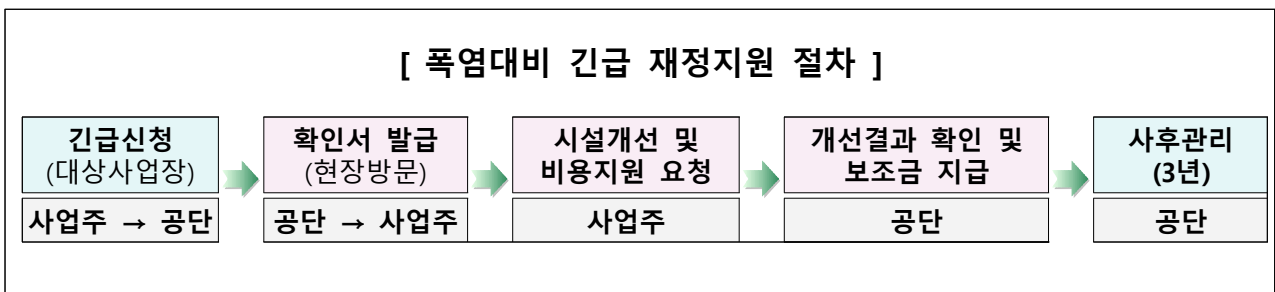 [ 폭염대비 긴급 재정지원 절차 ]
긴급신청
(대상사업장)
사업주 → 공단
확인서 발급
(현장방문)
공단 → 사업주
시설개선 및
비용지원 요청
사업주
개선결과 확인 및
보조금 지급
공단
사후관리
(3년)
공단